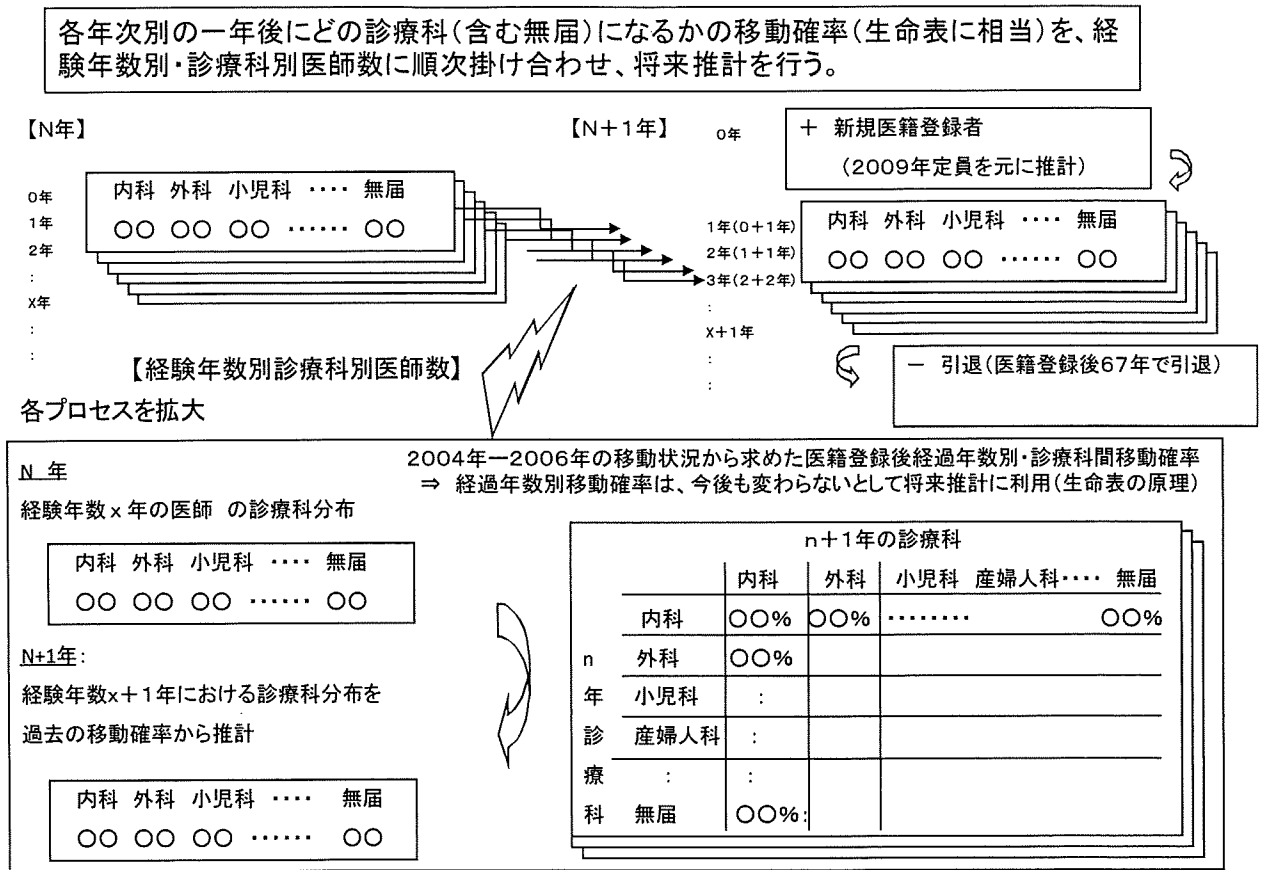 各年次別の一年後にどの診療科(含む無届)になるかの移動確率(生命表に相当)を、経
験年数別・診療科別医師数に順次掛け合わせ、将来推計を行う。
【N年】
0年
1年
2年
:
X年
:
:
内科 外科 小児科 ‥‥ 無届
○○ ○○ ○○ ‥‥‥ ○○
【経験年数別診療科別医師数】
【N+1年】
0年
+ 新規医籍登録者
(2009年定員を元に推計)
1年(0+1年)
2年(1+1年)
3年(2+2年)
:
X+1年
:
:
内科 外科 小児科 ‥‥ 無届
○○ ○○ ○○ ‥‥‥ ○○
- 引退(医籍登録後67年で引退)
各プロセスを拡大
N 年
経験年数x年の医師 の診療科分布
内科 外科 小児科 ‥‥ 無届
○○ ○○ ○○ ‥‥‥ ○○
N+1年:
経験年数x+1年における診療科分布を
過去の移動確率から推計
内科 外科 小児科 ‥‥ 無届
○○ ○○ ○○ ‥‥‥ ○○
2004年ー2006年の移動状況から求めた医籍登録後経過年数別・診療科間移動確率
⇒ 経過年数別移動確率は、今後も変わらないとして将来推計に利用(生命表の原理)
n+1年の診療科
内科 外科 小児科 産婦人科‥‥ 無届
n年診療科
内科 ○○% ○○% ‥‥‥‥ ○○%
外科 ○○%
小児科 :
産婦人科 :
: :
無届 ○○%: